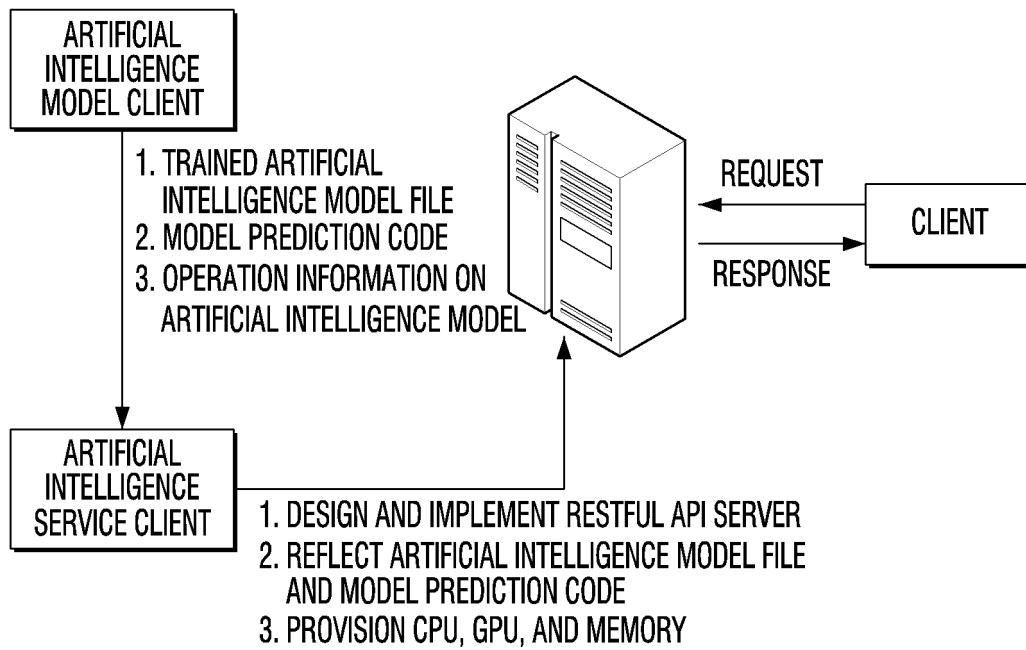 ARTIFICIAL
INTELLIGENCE
MODEL CLIENT
1. TRAINED ARTIFICIAL
INTELLIGENCE MODEL FILE
2. MODEL PREDICTION CODE
3. OPERATION INFORMATION ON
ARTIFICIAL INTELLIGENCE MODEL
REQUEST
CLIENT
RESPONSE
ARTIFICIAL
INTELLIGENCE
SERVICE CLIENT
1. DESIGN AND IMPLEMENT RESTFUL API SERVER
2. REFLECT ARTIFICIAL INTELLIGENCE MODEL FILE
AND MODEL PREDICTION CODE
3. PROVISION CPU, GPU, AND MEMORY